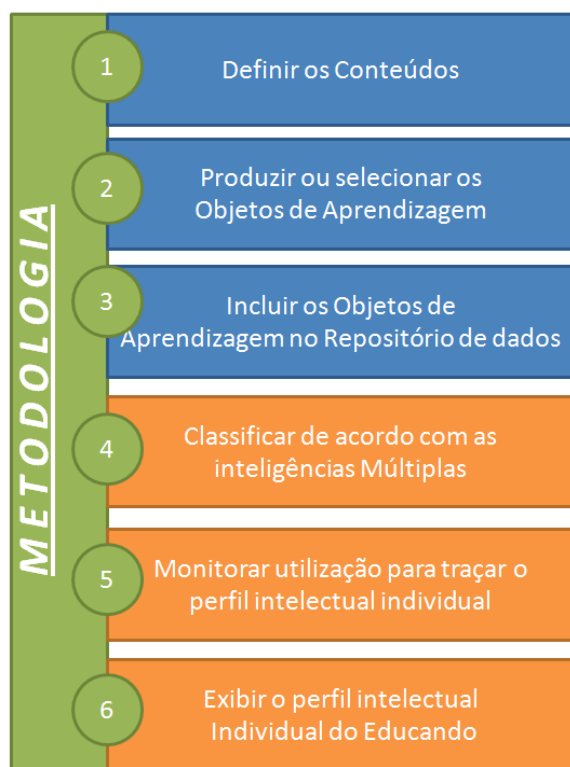 METODOLOGIA
1
Definir os Conteúdos
2
Produzir ou selecionar os
Objetos de Aprendizagem
3
Incluir os Objetos de
Aprendizagem no Repositório de dados
4
Classificar de acordo com as
inteligências Múltiplas
5
Monitorar utilização para traçar o
perfil intelectual individual
6
Exibir o perfil intelectual
Individual do Educando